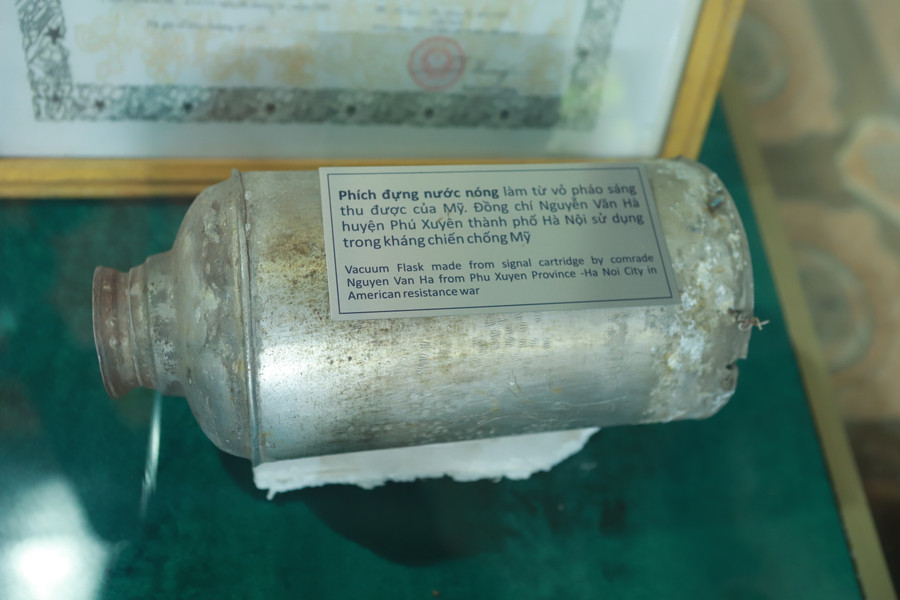 Phích đựng nước nóng làm từ vỏ pháo sáng
thu được của Mỹ. Đồng chí Nguyễn Văn Hà
huyện Phú Xuyên thành phố Hà Nội sử dụng
trong kháng chiến chống Mỹ
Vacuum Flask made from signal cartridge by comrade
Nguyen Van Ha from Phu Xuyen Province -Ha Noi City in
American resistance war